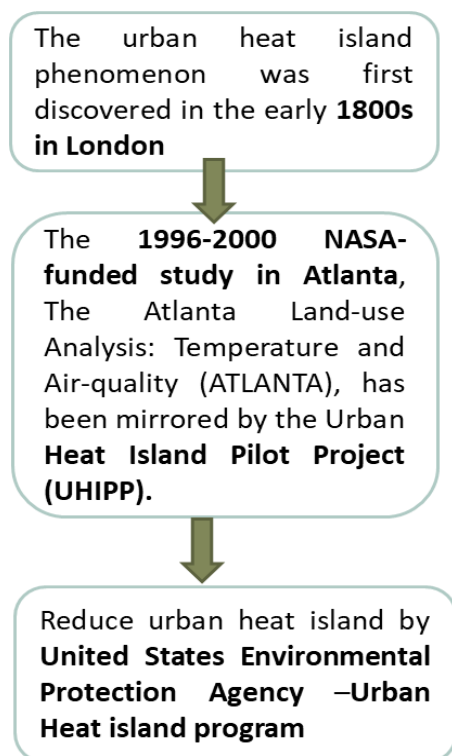 The urban heat island
phenomenon was first
discovered in the early 1800s
in London
The 1996-2000 NASA-
funded study in Atlanta,
The Atlanta Land-use
Analysis: Temperature and
Air-quality (ATLANTA), has
been mirrored by the Urban
Heat Island Pilot Project
(UHIPP).
Reduce urban heat island by
United States Environmental
Protection Agency –Urban
Heat island program